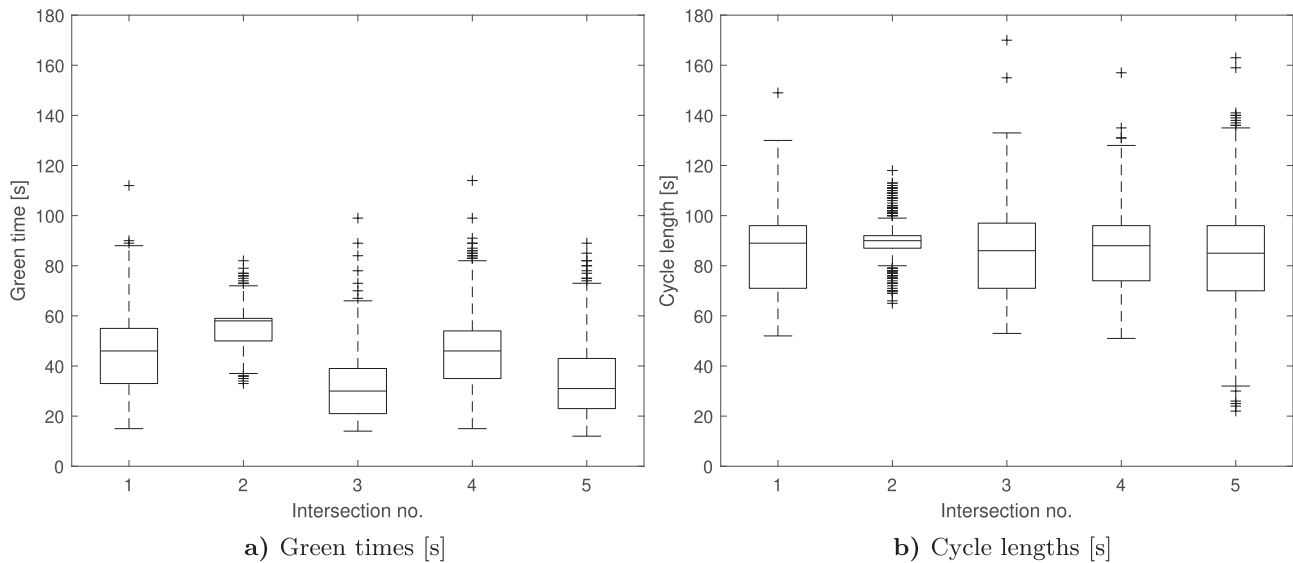 180
160
140
120
100
80
60
40
20
0
Green time [s]
1 2 3 4 5
Intersection no.
a) Green times [s]
180
160
140
120
100
80
60
40
20
0
Cycle length [s]
1 2 3 4 5
Intersection no.
b) Cycle lengths [s]